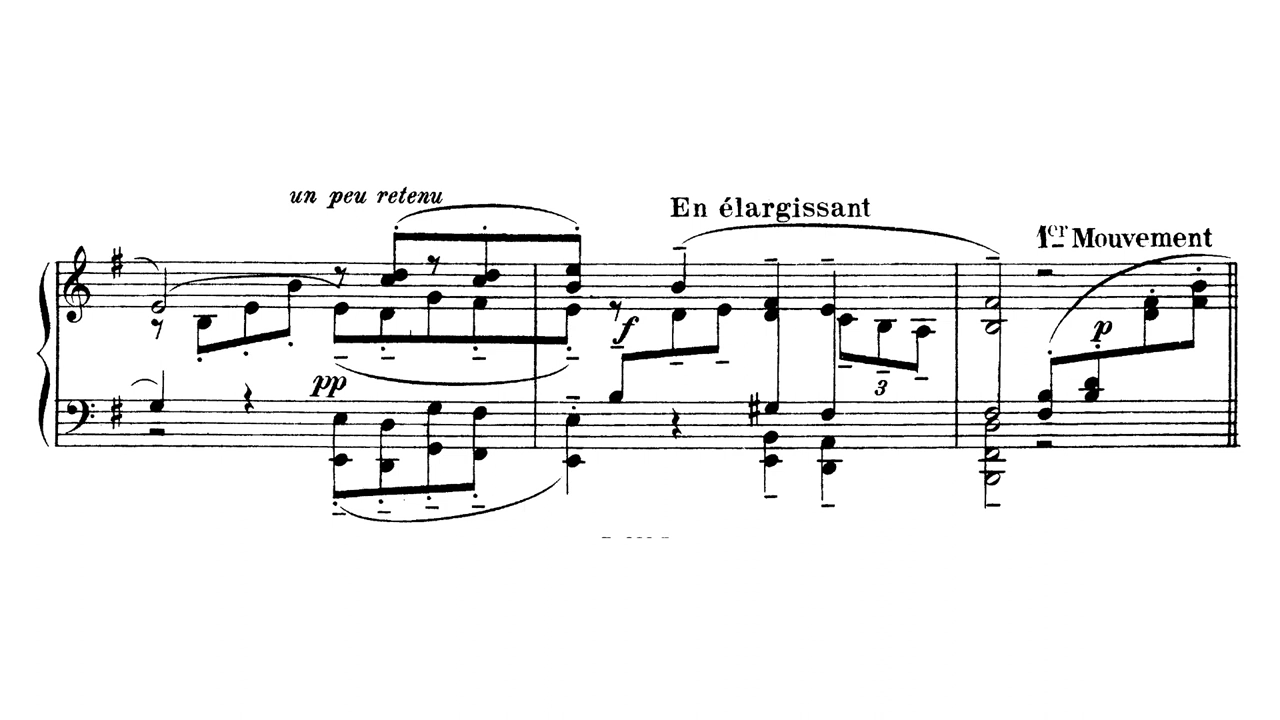 un peu retenu
En élargissant
1er Mouvement
f
p
pp
3